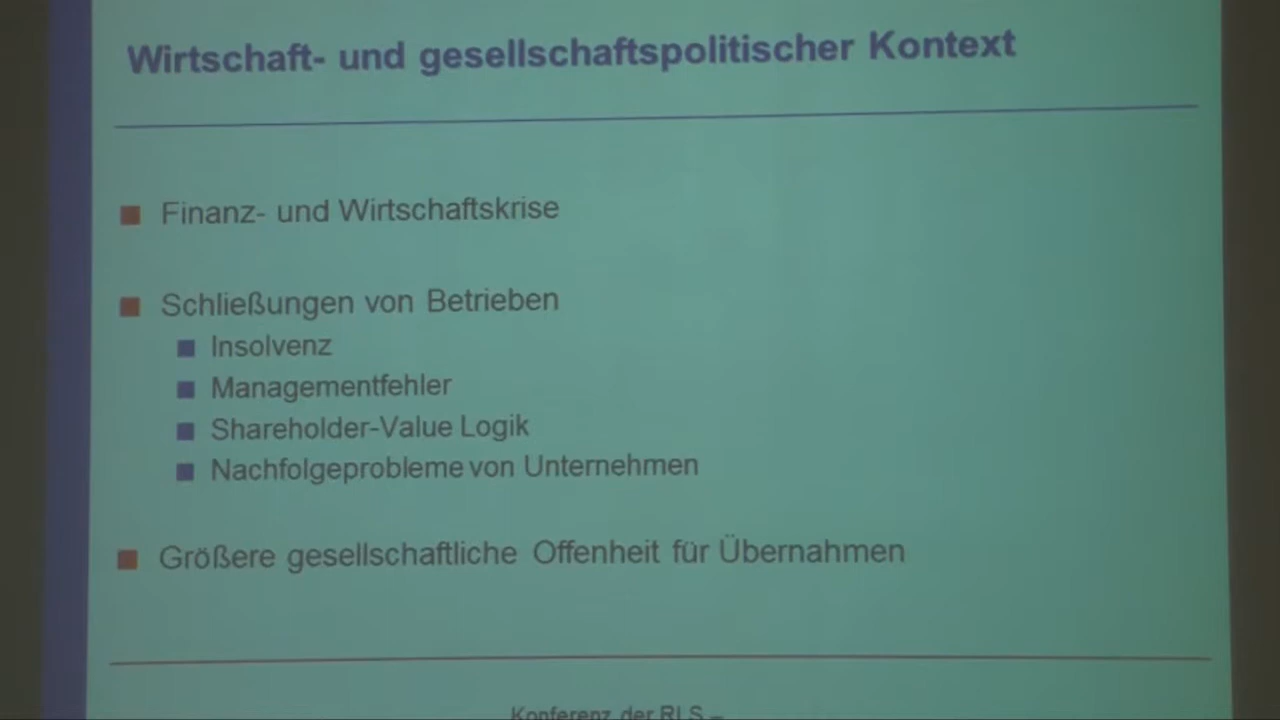 Wirtschaft- und gesellschaftspolitischer Kontext
Finanz- und Wirtschaftskrise
Schließungen von Betrieben
Insolvenz
Managementfehler
Shareholder-Value Logik
Nachfolgeprobleme von Unternehmen
Größere gesellschaftliche Offenheit für Übernahmen
Konferenz der RLS –